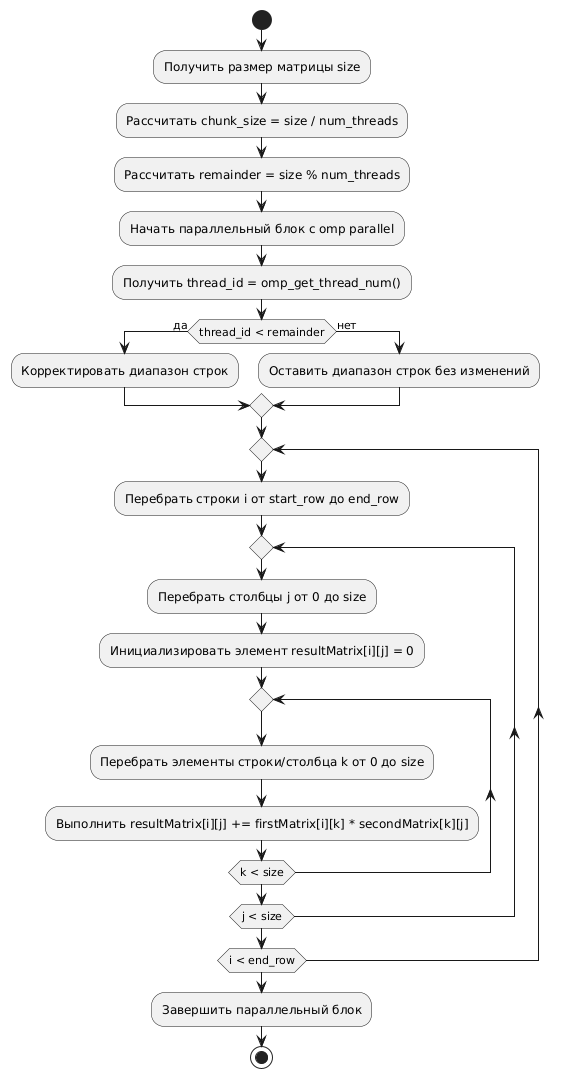 Получить размер матрицы size
Рассчитать chunk_size = size / num_threads
Рассчитать remainder = size % num_threads
Начать параллельный блок с omp parallel
Получить thread_id = omp_get_thread_num()
да
thread_id < remainder
нет
Корректировать диапазон строк
Оставить диапазон строк без изменений
Перебрать строки i от start_row до end_row
Перебрать столбцы j от 0 до size
Инициализировать элемент resultMatrix[i][j] = 0
Перебрать элементы строки/столбца k от 0 до size
Выполнить resultMatrix[i][j] += firstMatrix[i][k] * secondMatrix[k][j]
k < size
j < size
i < end_row
Завершить параллельный блок